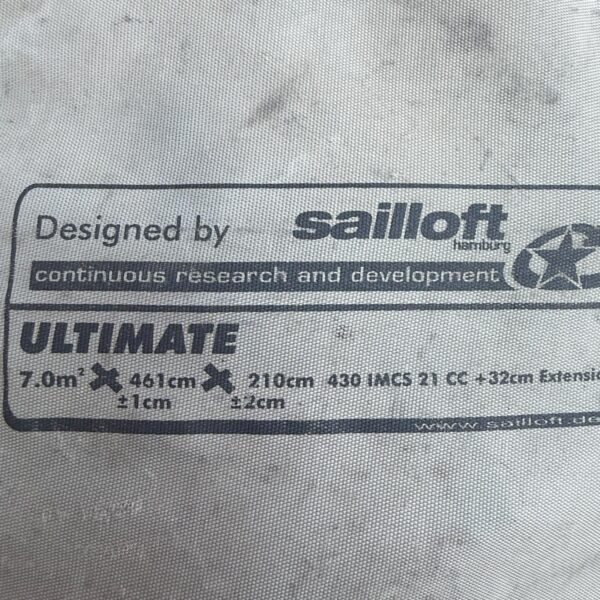 Designed by sailloft
hamburg
continuous research and development
ULTIMATE
7.0m² 461cm 210cm 430 IMCS 21 CC +32cm
±1cm ±2cm
www.sailloft.de